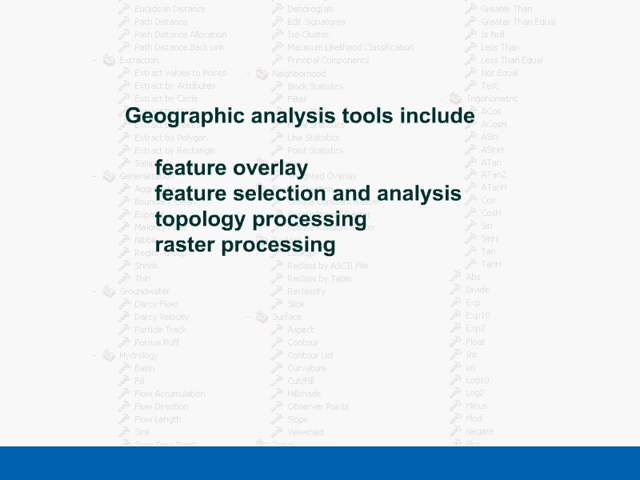 Euclidean Distance
Path Distance
Path Distance Allocation
Path Distance Back Link
Extraction
Extract Values to Points
Extract by Attributes
Extract by Circle
Extract by Polygon
Extract by Rectangle
Darcy Flow
Darcy Velocity
Particle Track
Porous Puff
Hydrology
Basin
Fill
Flow Accumulation
Flow Direction
Flow Length
Sink
Shrink
Thin
Groundwater
Dendrogram
Edit Signatures
Iso Cluster
Maximum Likelihood Classification
Principal Components
Neighborhood
Block Statistics
Filter
Line Statistics
Point Statistics
Reclass by ASCII File
Reclass by Table
Reclassify
Slice
Surface
Aspect
Contour
Contour List
Curvature
Cut/Fill
Hillshade
Observer Points
Slope
Viewshed
Greater Than
Greater Than Equal
Is Null
Less Than
Less Than Equal
Not Equal
Test
Trigonometric
ACos
ACosH
ASin
ASinH
ATan
ATan2
ATanH
Cos
CosH
Sin
SinH
Tan
TanH
Abs
Divide
Exp
Exp10
Exp2
Float
Int
Ln
Log10
Log2
Minus
Mod
Negate
Geographic analysis tools include
feature overlay
feature selection and analysis
topology processing
raster processing